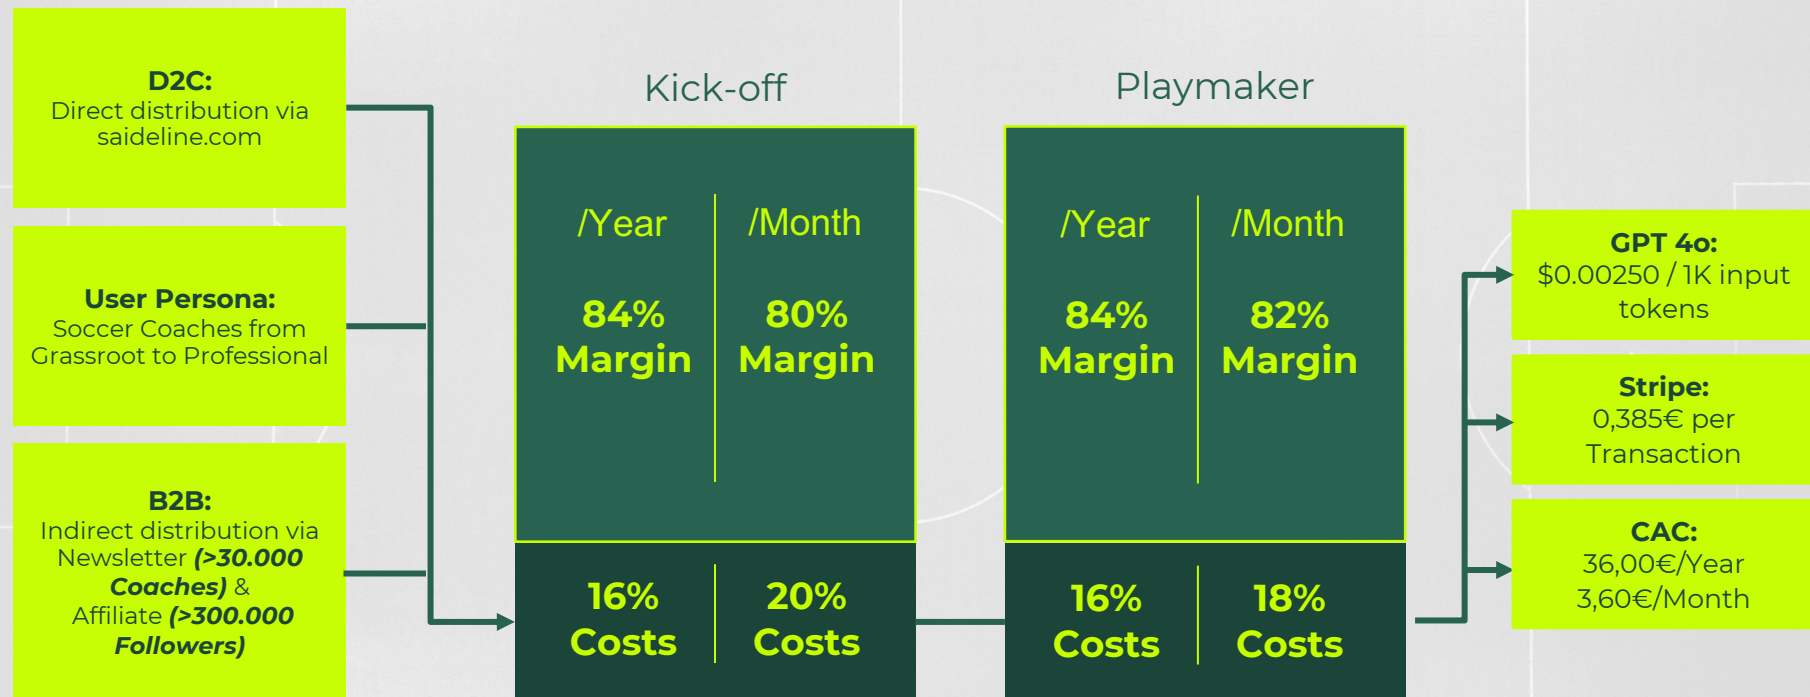 D2C:
Direct distribution via
saideline.com
User Persona:
Soccer Coaches from
Grassroot to Professional
B2B:
Indirect distribution via
Newsletter (>30.000
Coaches) &
Affiliate (>300.000
Followers)
Kick-off
/Year
/Month
84%
Margin
80%
Margin
16%
Costs
20%
Costs
Playmaker
/Year
/Month
84%
Margin
82%
Margin
16%
Costs
18%
Costs
GPT 4o:
$0.00250 / 1K input
tokens
Stripe:
0,385€ per
Transaction
CAC:
36,00€/Year
3,60€/Month